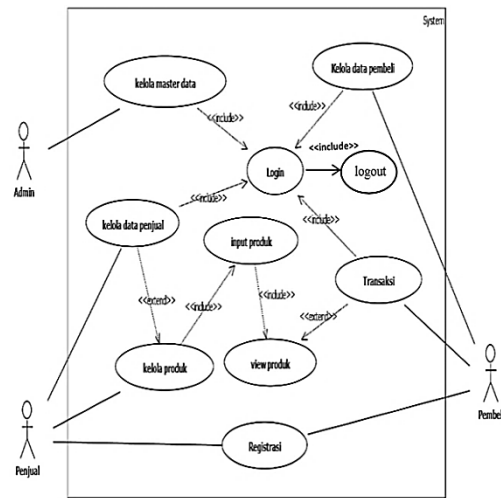 System
kelola master data
Kelola data pembeli
<<include>>
<<include>>
<<include>>
Admin
Login
logout
<<include>>
kelola data penjual
input produk
<<include>>
Transaksi
<<extend>>
<<include>>
<<include>>
<<extend>>
kelola produk
view produk
Penjual
Registrasi
Pembeli